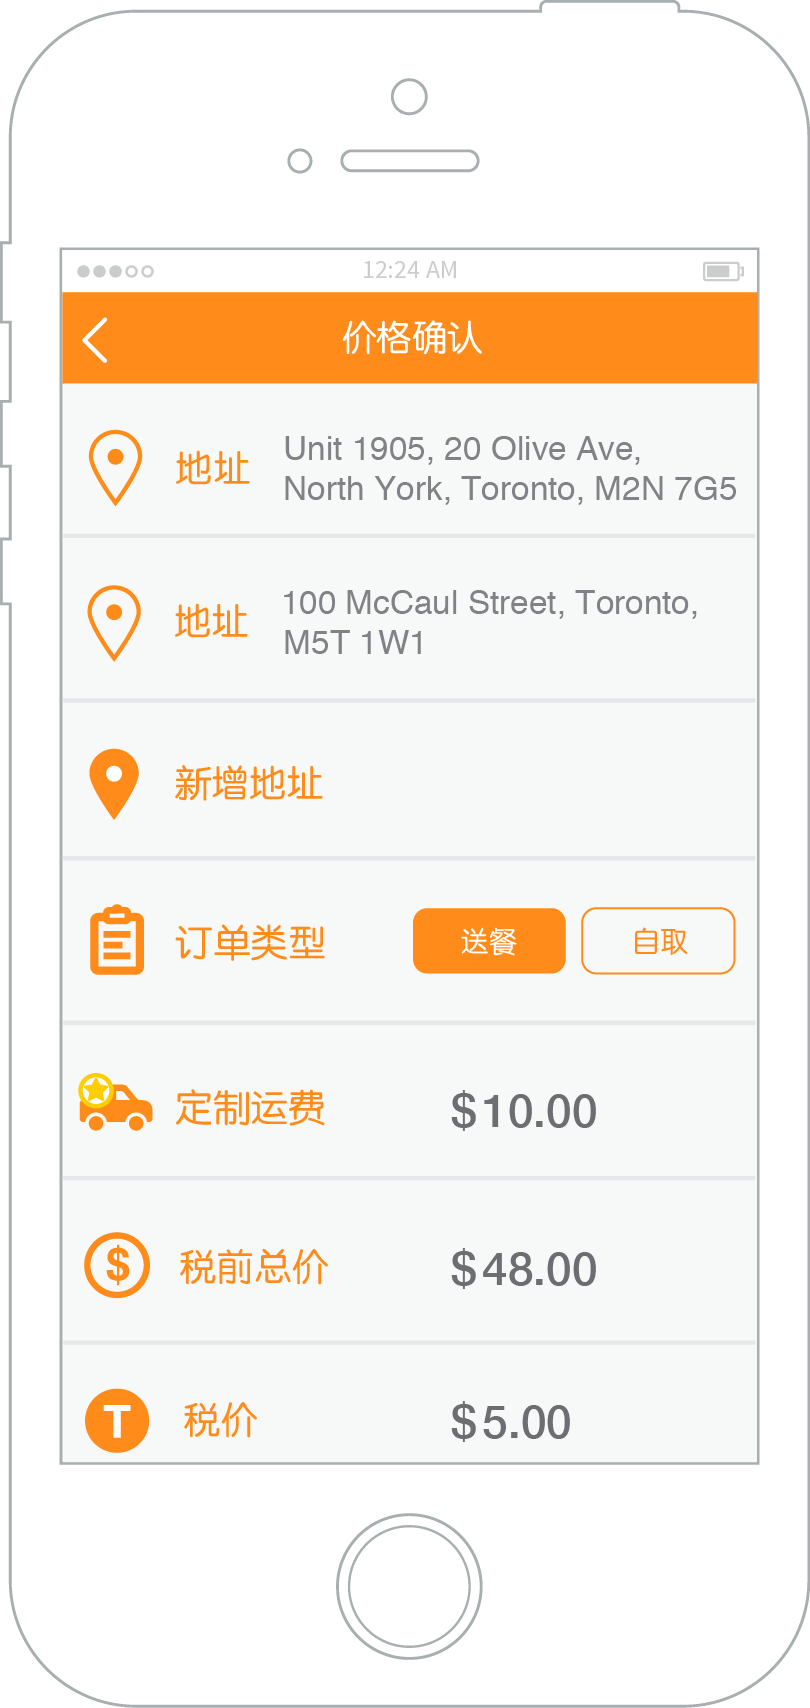 12:24 AM
价格确认
地址
Unit 1905, 20 Olive Ave,
North York, Toronto, M2N 7G5
地址
100 McCaul Street, Toronto,
M5T 1W1
新增地址
订单类型 送餐 自取
定制运费 $10.00
$ 税前总价 $48.00
T 税价 $5.00